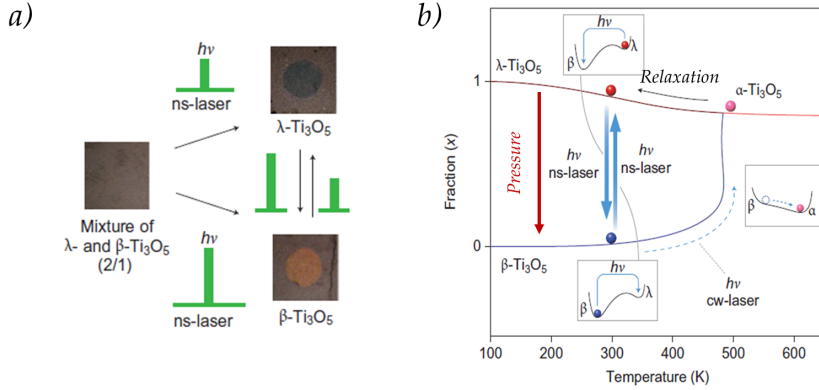 a)
hν
ns-laser
λ-Ti₃O₅
Mixture of
λ- and β-Ti₃O₅
(2/1)
hν
ns-laser
β-Ti₃O₅
b)
hν
β
λ
λ-Ti₃O₅
Relaxation
α-Ti₃O₅
1
Fraction (x)
Pressure
hν
ns-laser
hν
ns-laser
β
α
0
β-Ti₃O₅
hν
β
λ
hν
cw-laser
100
200
300
400
500
600
Temperature (K)